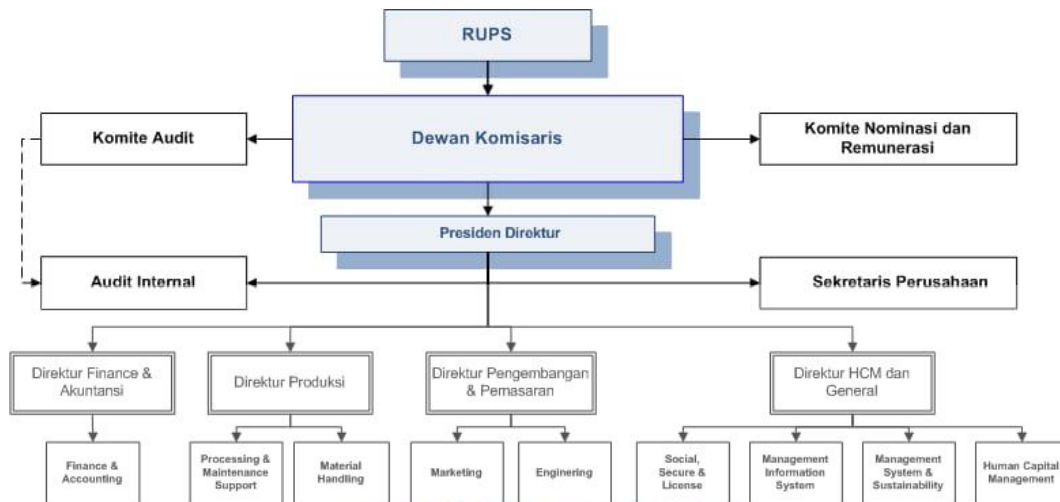 RUPS
Komite Audit
Dewan Komisaris
Komite Nominasi dan
Remunerasi
Presiden Direktur
Audit Internal
Sekretaris Perusahaan
Direktur Finance &
Akuntansi
Direktur Produksi
Direktur Pengembangan
& Pemasaran
Direktur HCM dan
General
Finance &
Accounting
Processing &
Maintenance
Support
Material
Handling
Marketing
Enginering
Social,
Secure &
License
Management
Information
System
Management
System &
Sustainability
Human Capital
Management